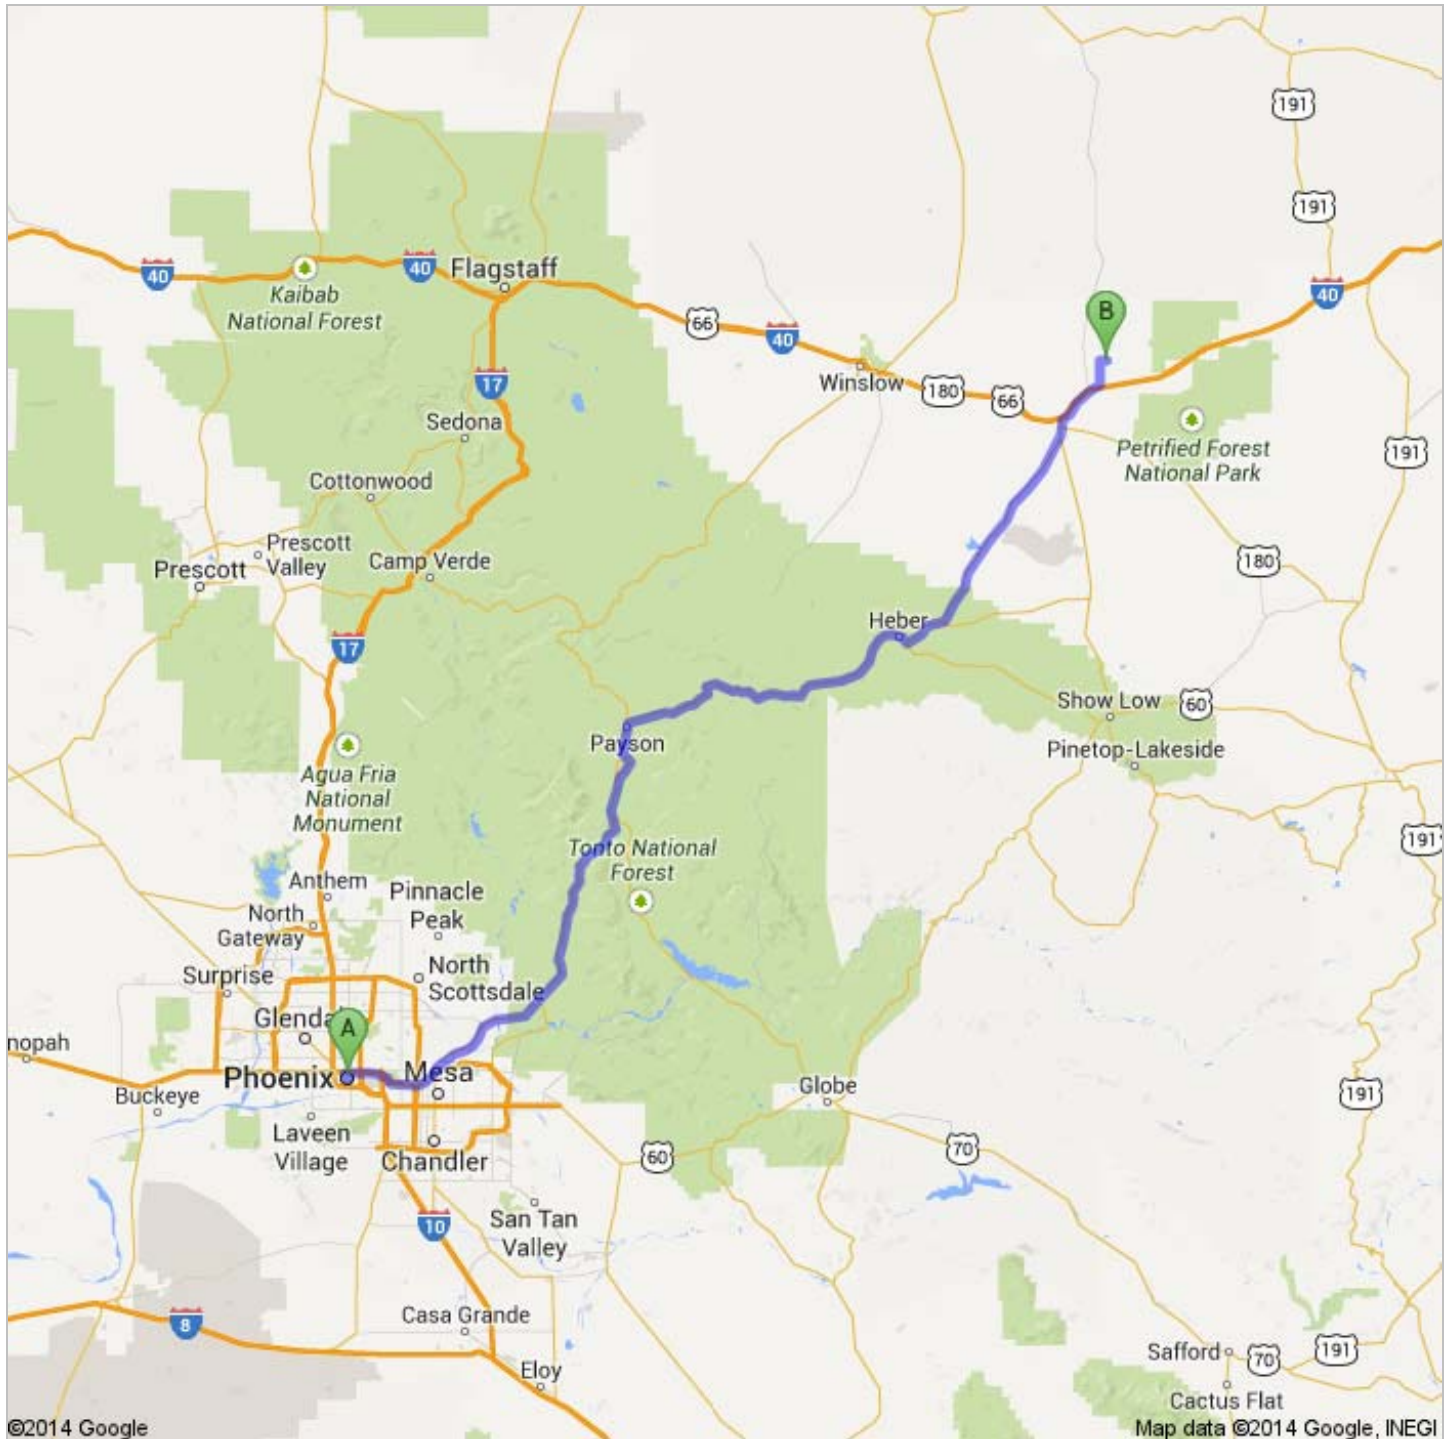 191
191
40
40
Flagstaff
Kaibab
National Forest
66
40
40
B
17
Winslow
180
66
Sedona
Petrified Forest
National Park
191
Cottonwood
Prescott
Valley
Prescott
Camp Verde
180
17
Heber
Show Low
60
Payson
Pinetop-Lakeside
Agua Fria
National
Monument
191
Tonto National
Forest
Anthem
Pinnacle
Peak
North
Gateway
Surprise
North
Scottsdale
Glenda
A
nopah
Phoenix
Mesa
Buckeye
Globe
191
Laveen
Village
Chandler
60
70
San Tan
Valley
10
Casa Grande
8
Eloy
Safford
70
191
Cactus Flat
©2014 Google
Map data ©2014 Google, INEGI